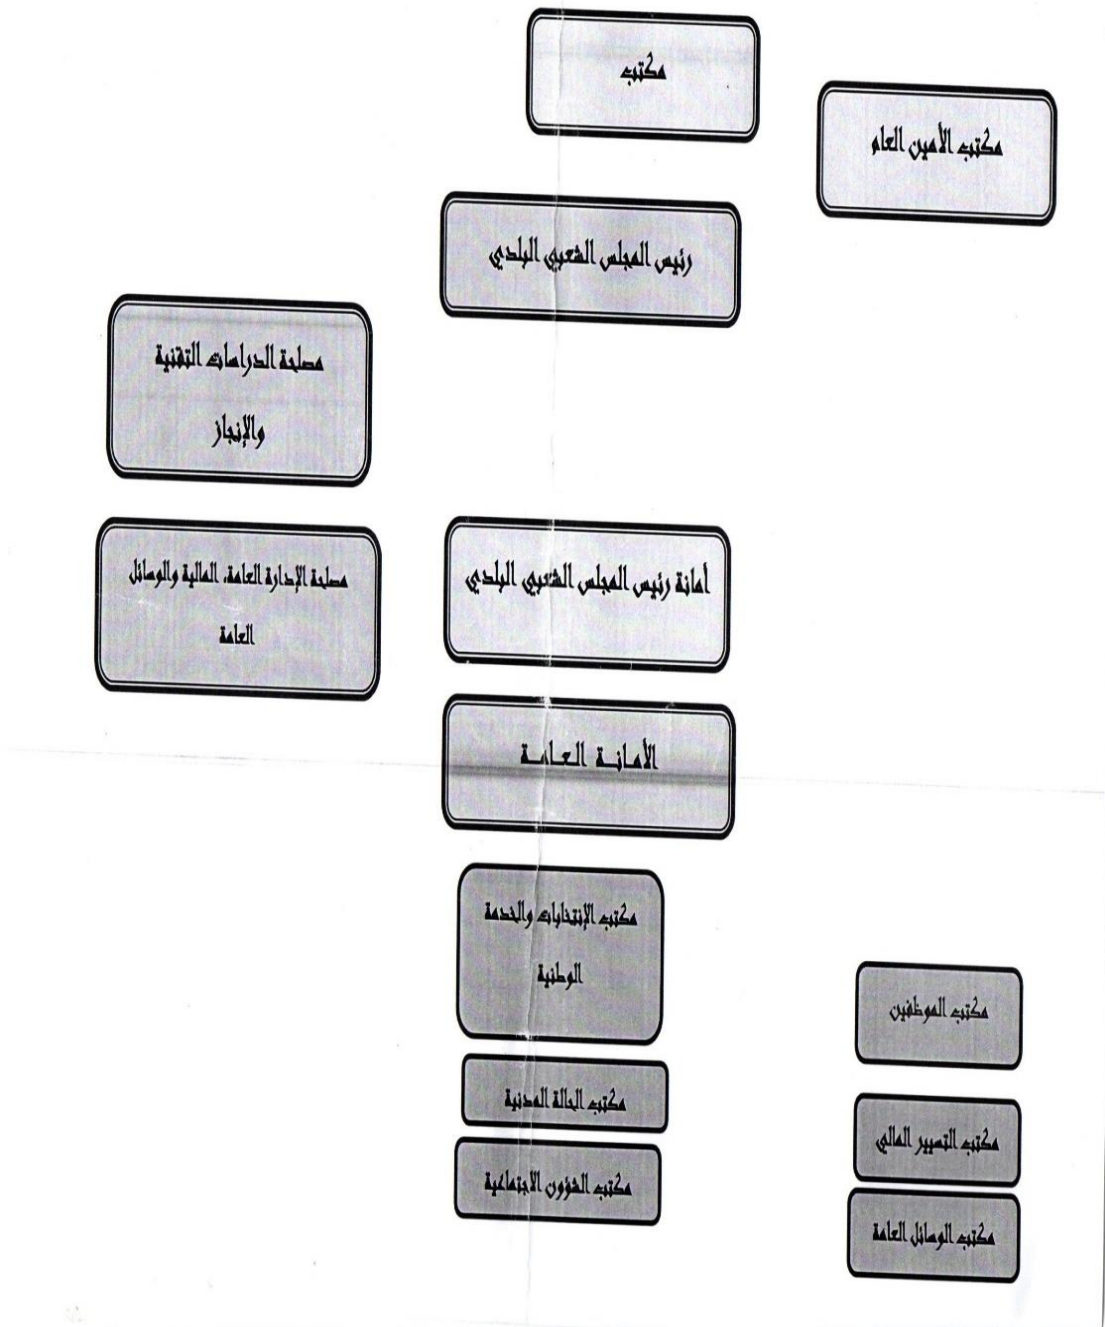 مكتب
مكتب الأمين العام
رئيس المجلس الشعبي البلدي
مصلحة الدراسات التقنية
والإنجاز
أمانة رئيس المجلس الشعبي البلدي
مصلحة الإدارة العامة، المالية والوسائل
العامة
الأمانة العامة
مكتب الإنتخابات والخدمة
الوطنية
مكتب الموظفين
مكتب الحالة المدنية
مكتب التسيير المالي
مكتب الشؤون الاجتماعية
مكتب الوسائل العامة